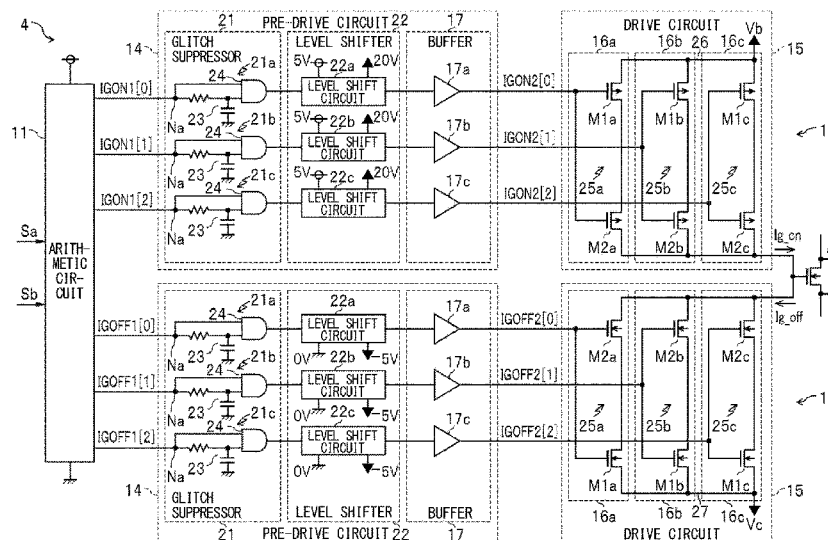 21 PRE-DRIVE CIRCUIT 22 17 DRIVE CIRCUIT
4 14 GLITCH SUPPRESSOR LEVEL SHIFTER BUFFER 16a 16b 26 16c Vb 15
24 21a 5V 22a 20V 17a
11 IGON1[0] LEVEL SHIFT CIRCUIT IGON2[0]
Na 23 24 21b 5V 22b 20V 17b M1a M1b M1c
IGON1[1] LEVEL SHIFT CIRCUIT IGON2[1] 1
Na 23 24 21c 5V 22c 20V 17c 25a 25b 25c
IGON1[2] LEVEL SHIFT CIRCUIT IGON2[2]
Na 23 M2a M2b M2c
Sa Ig_on
ARITH-
METIC
CIR-
CUIT
Sb Ig_off
24 21a 22a 17a
IGOFF1[0] LEVEL SHIFT CIRCUIT IGOFF2[0]
Na 23 24 21b 0V 22b -5V 17b M2a M2b M2c
IGOFF1[1] LEVEL SHIFT CIRCUIT IGOFF2[1]
Na 23 24 21c 0V 22c -5V 17c 25a 25b 25c 1
IGOFF1[2] LEVEL SHIFT CIRCUIT IGOFF2[2]
Na 23 0V -5V M1a M1b M1c
14 GLITCH SUPPRESSOR LEVEL SHIFTER BUFFER 16a 16b 27 16c Vc 15
21 PRE-DRIVE CIRCUIT 22 17 DRIVE CIRCUIT